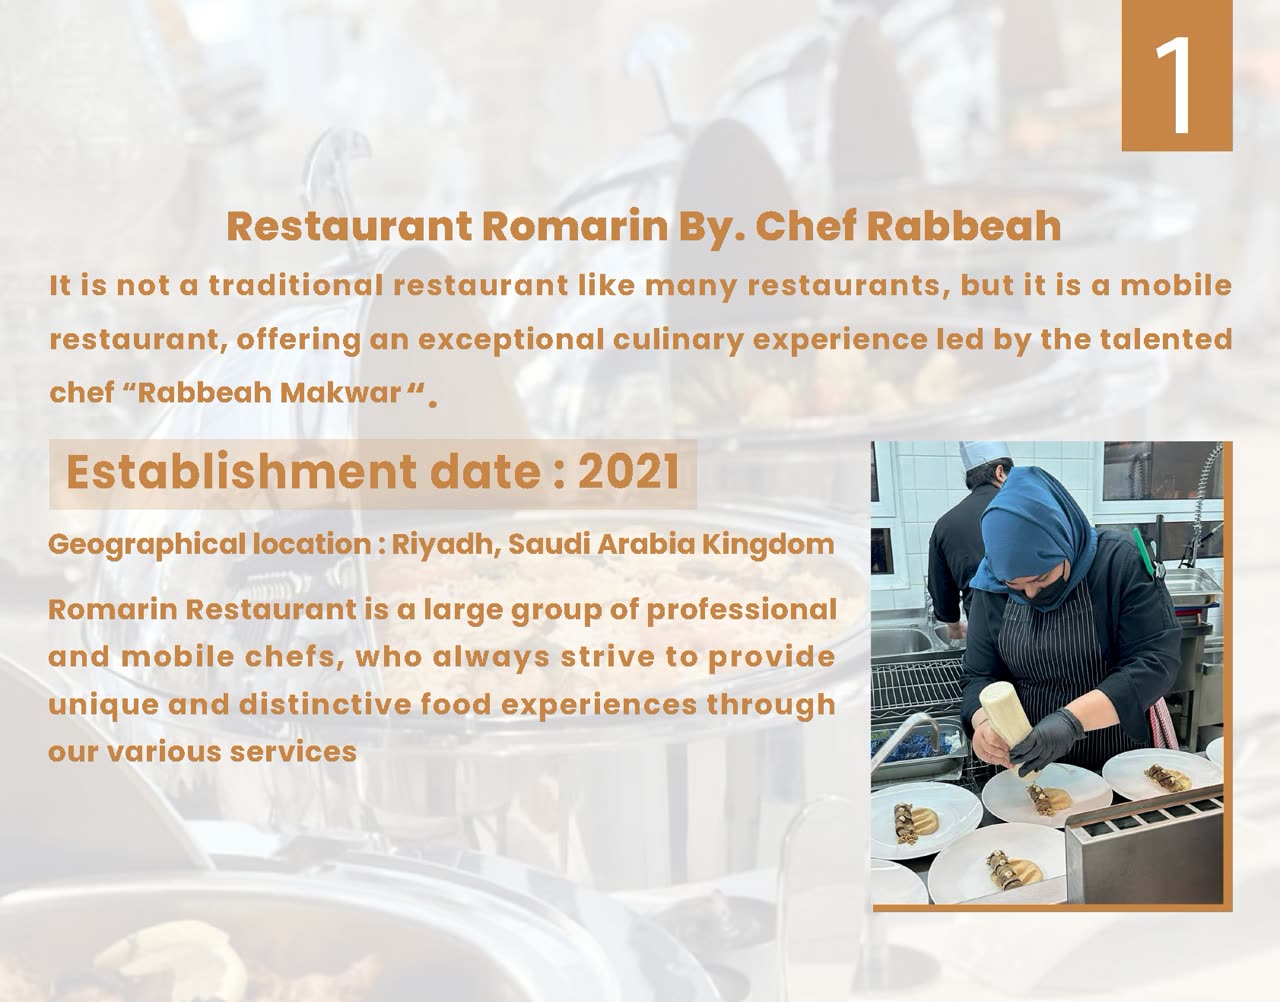 1
Restaurant Romarin By. Chef Rabbeah
It is not a traditional restaurant like many restaurants, but it is a mobile
restaurant, offering an exceptional culinary experience led by the talented
chef “Rabbeah Makwar “.
Establishment date : 2021
Geographical location : Riyadh, Saudi Arabia Kingdom
Romarin Restaurant is a large group of professional
and mobile chefs, who always strive to provide
unique and distinctive food experiences through
our various services